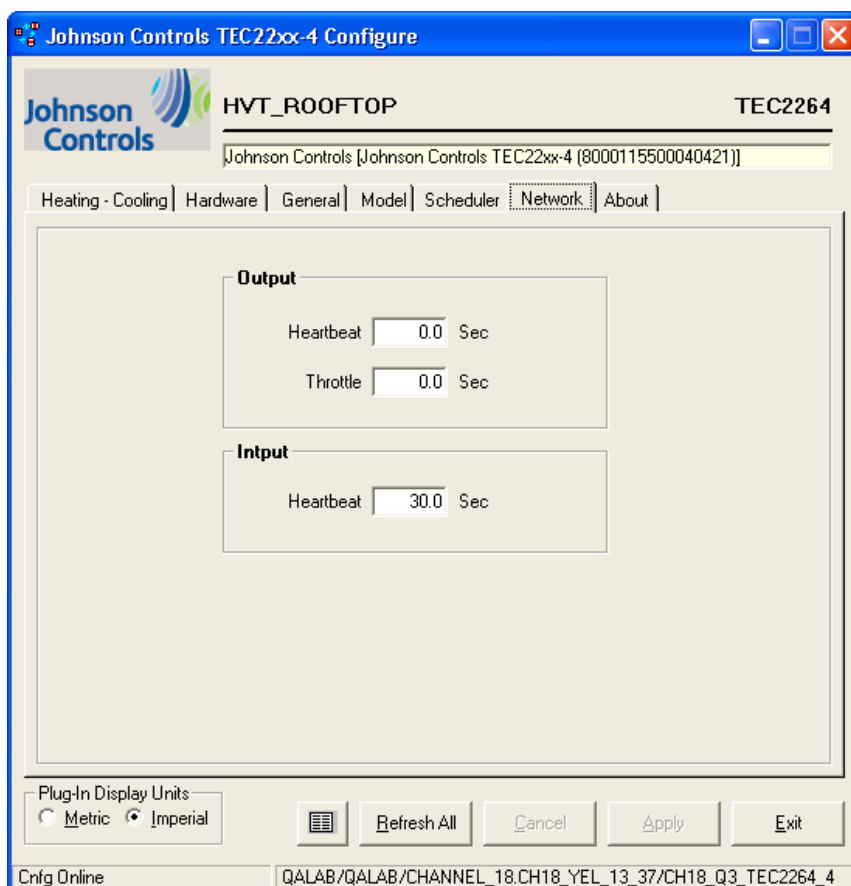 Johnson Controls TEC22xx-4 Configure
Johnson
Controls
HVT_ROOFTOP
TEC2264
Johnson Controls [Johnson Controls TEC22xx-4 (8000115500040421)]
Heating - Cooling Hardware General Model Scheduler Network About
Output
Heartbeat 0.0 Sec
Throttle 0.0 Sec
Intput
Heartbeat 30.0 Sec
Plug-In Display Units
Metric Imperial
Refresh All Cancel Apply Exit
Cnfg Online QALAB/QALAB/CHANNEL_18.CH18_YEL_13_37/CH18_Q3_TEC2264_4